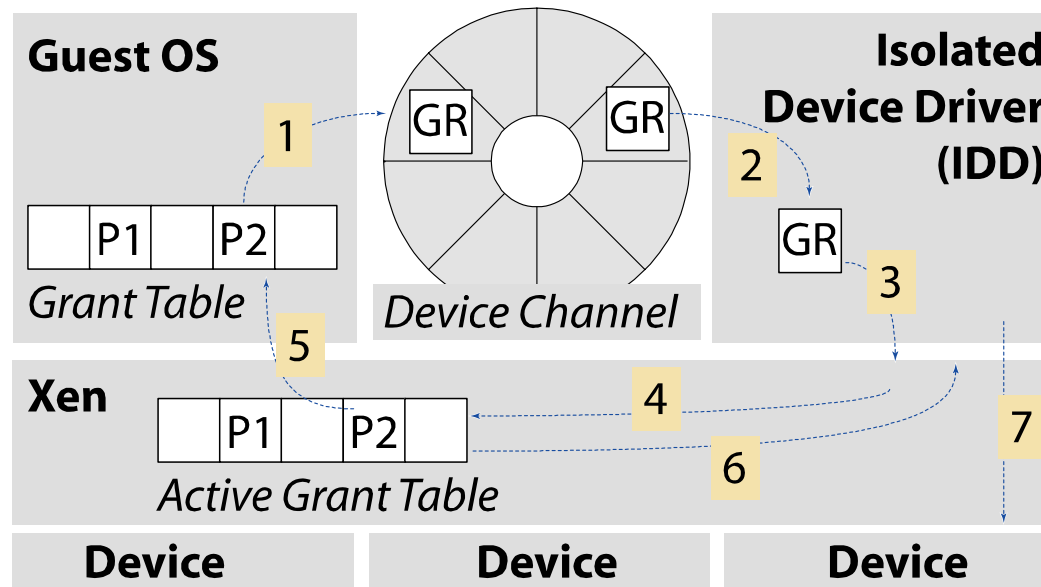 Guest OS
Isolated
Device Driver
(IDD)
GR
GR
1
2
P1
P2
GR
3
Grant Table
Device Channel
5
Xen
4
P1
P2
7
6
Active Grant Table
Device
Device
Device